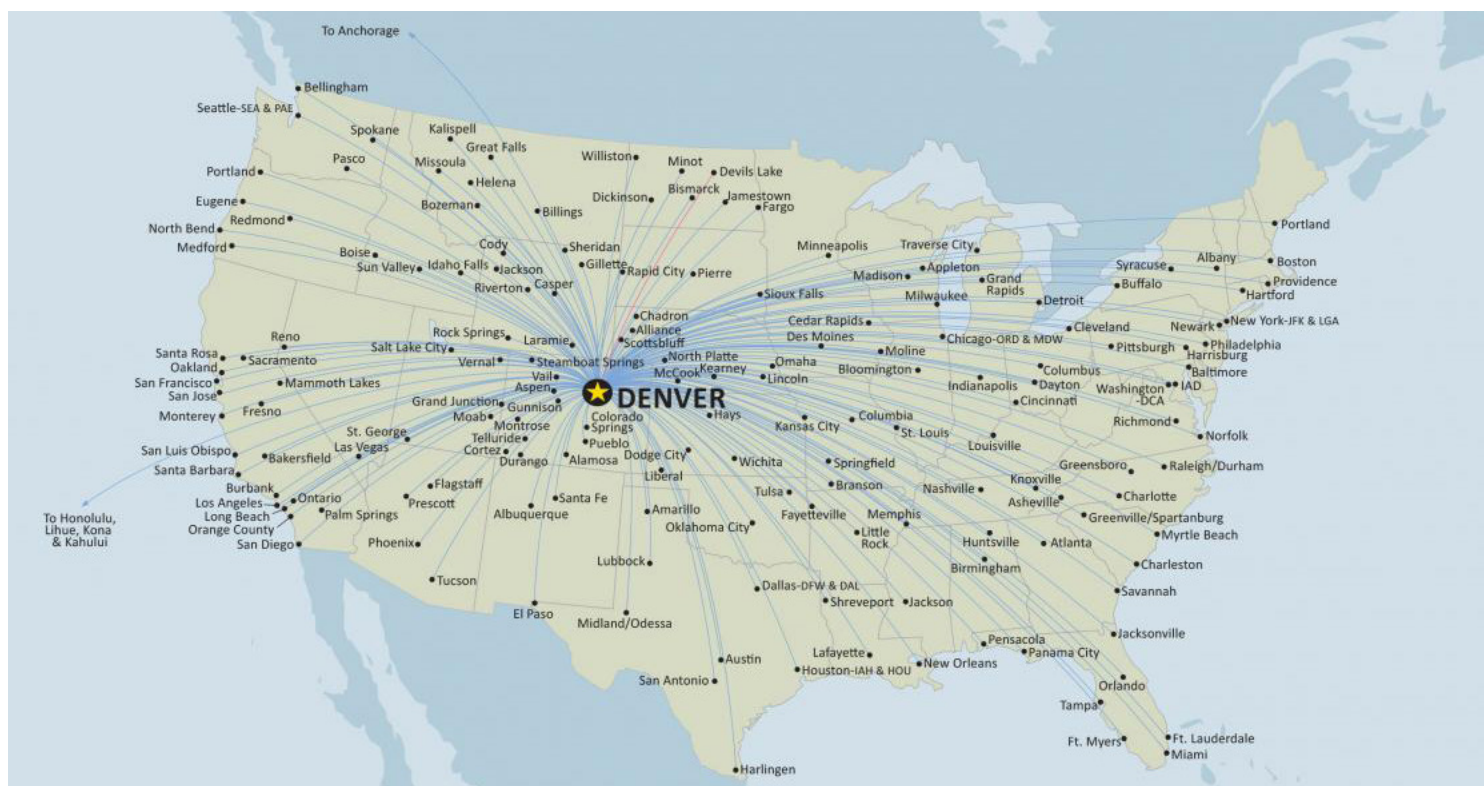 To Anchorage
Bellingham
Seattle-SEA & PAE
Spokane
Kalispell
Great Falls
Williston
Minot
Pasco
Missoula
Devils Lake
Portland
Helena
Bismarck
Dickinson
Jamestown
Eugene
Bozeman
Billings
Fargo
Redmond
North Bend
Portland
Medford
Cody
Sheridan
Minneapolis
Traverse City
Boise
Sun Valley
Idaho Falls
Jackson
Gillette
Rapid City
Pierre
Madison
Appleton
Syracuse
Albany
Boston
Riverton
Casper
Grand
Rapids
Buffalo
Providence
Hartford
Sioux Falls
Milwaukee
Detroit
Chadron
Cedar Rapids
Cleveland
Newark
New York-JFK & LGA
Reno
Rock Springs
Laramie
Alliance
Scottsbluff
Des Moines
Chicago-ORD & MDW
Pittsburgh
Philadelphia
Harrisburg
Santa Rosa
Sacramento
Salt Lake City
Vernal
Steamboat Springs
North Platte
Omaha
Moline
Baltimore
Oakland
San Francisco
Mammoth Lakes
Vail
McCook
Kearney
Lincoln
Bloomington
Indianapolis
Columbus
Dayton
Washington
-DCA
IAD
San Jose
Aspen
DENVER
Cincinnati
Monterey
Fresno
Grand Junction
Gunnison
Moab
Montrose
Colorado
Springs
Hays
Kansas City
Columbia
St. Louis
Louisville
Richmond
Norfolk
St. George
Las Vegas
Telluride
Cortez
Durango
Pueblo
Alamosa
Dodge City
Liberal
Wichita
San Luis Obispo
Bakersfield
Springfield
Greensboro
Raleigh/Durham
Santa Barbara
Flagstaff
Branson
Nashville
Knoxville
Asheville
Charlotte
Burbank
Los Angeles
Ontario
Long Beach
Orange County
Palm Springs
Prescott
Santa Fe
Albuquerque
Amarillo
Tulsa
Oklahoma City
Fayetteville
Memphis
Little
Rock
Greenville/Spartanburg
To Honolulu,
Lihue, Kona
& Kahului
San Diego
Phoenix
Huntsville
Atlanta
Myrtle Beach
Birmingham
Charleston
Tucson
Lubbock
Dallas-DFW & DAL
Shreveport
Jackson
Savannah
El Paso
Midland/Odessa
Jacksonville
Austin
Lafayette
Pensacola
Panama City
San Antonio
Houston-IAH & HOU
New Orleans
Orlando
Tampa
Ft. Myers
Ft. Lauderdale
Miami
Harlingen